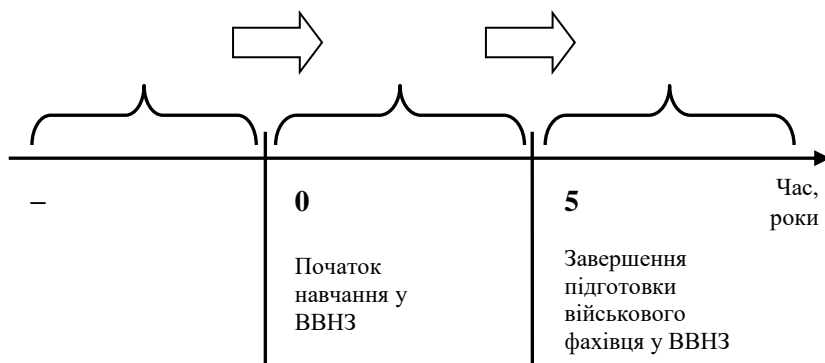 –
0
5
Час,
роки
Початок
навчання у
ВВНЗ
Завершення
підготовки
військового
фахівця у ВВНЗ